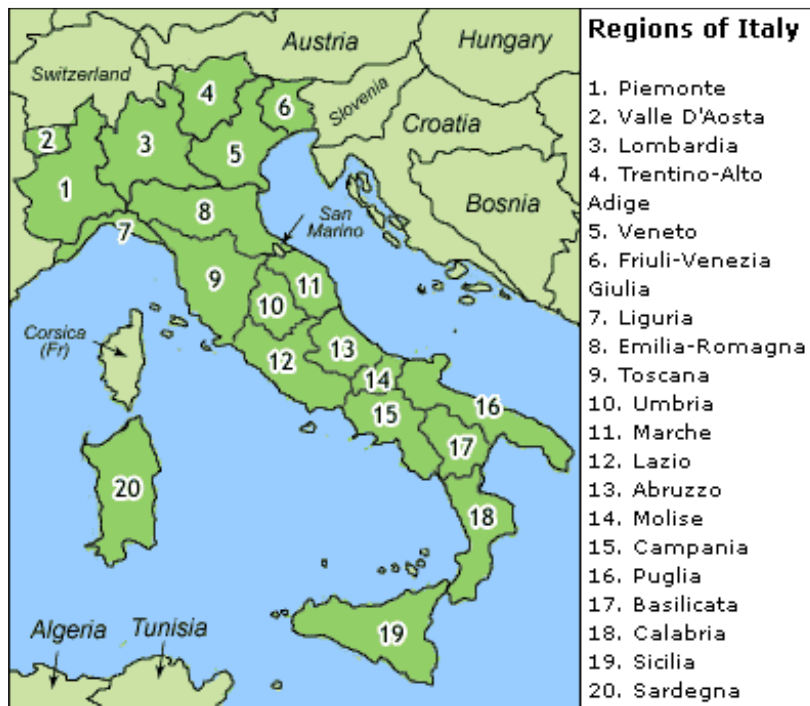 Austria
Hungary
Switzerland
Slovenia
Croatia
Bosnia
San
Marino
Corsica
(Fr)
Algeria
Tunisia
4
6
2
3
5
1
8
7
9
11
10
12
13
14
15
16
17
20
18
19
Regions of Italy
1. Piemonte
2. Valle D'Aosta
3. Lombardia
4. Trentino-Alto
Adige
5. Veneto
6. Friuli-Venezia
Giulia
7. Liguria
8. Emilia-Romagna
9. Toscana
10. Umbria
11. Marche
12. Lazio
13. Abruzzo
14. Molise
15. Campania
16. Puglia
17. Basilicata
18. Calabria
19. Sicilia
20. Sardegna